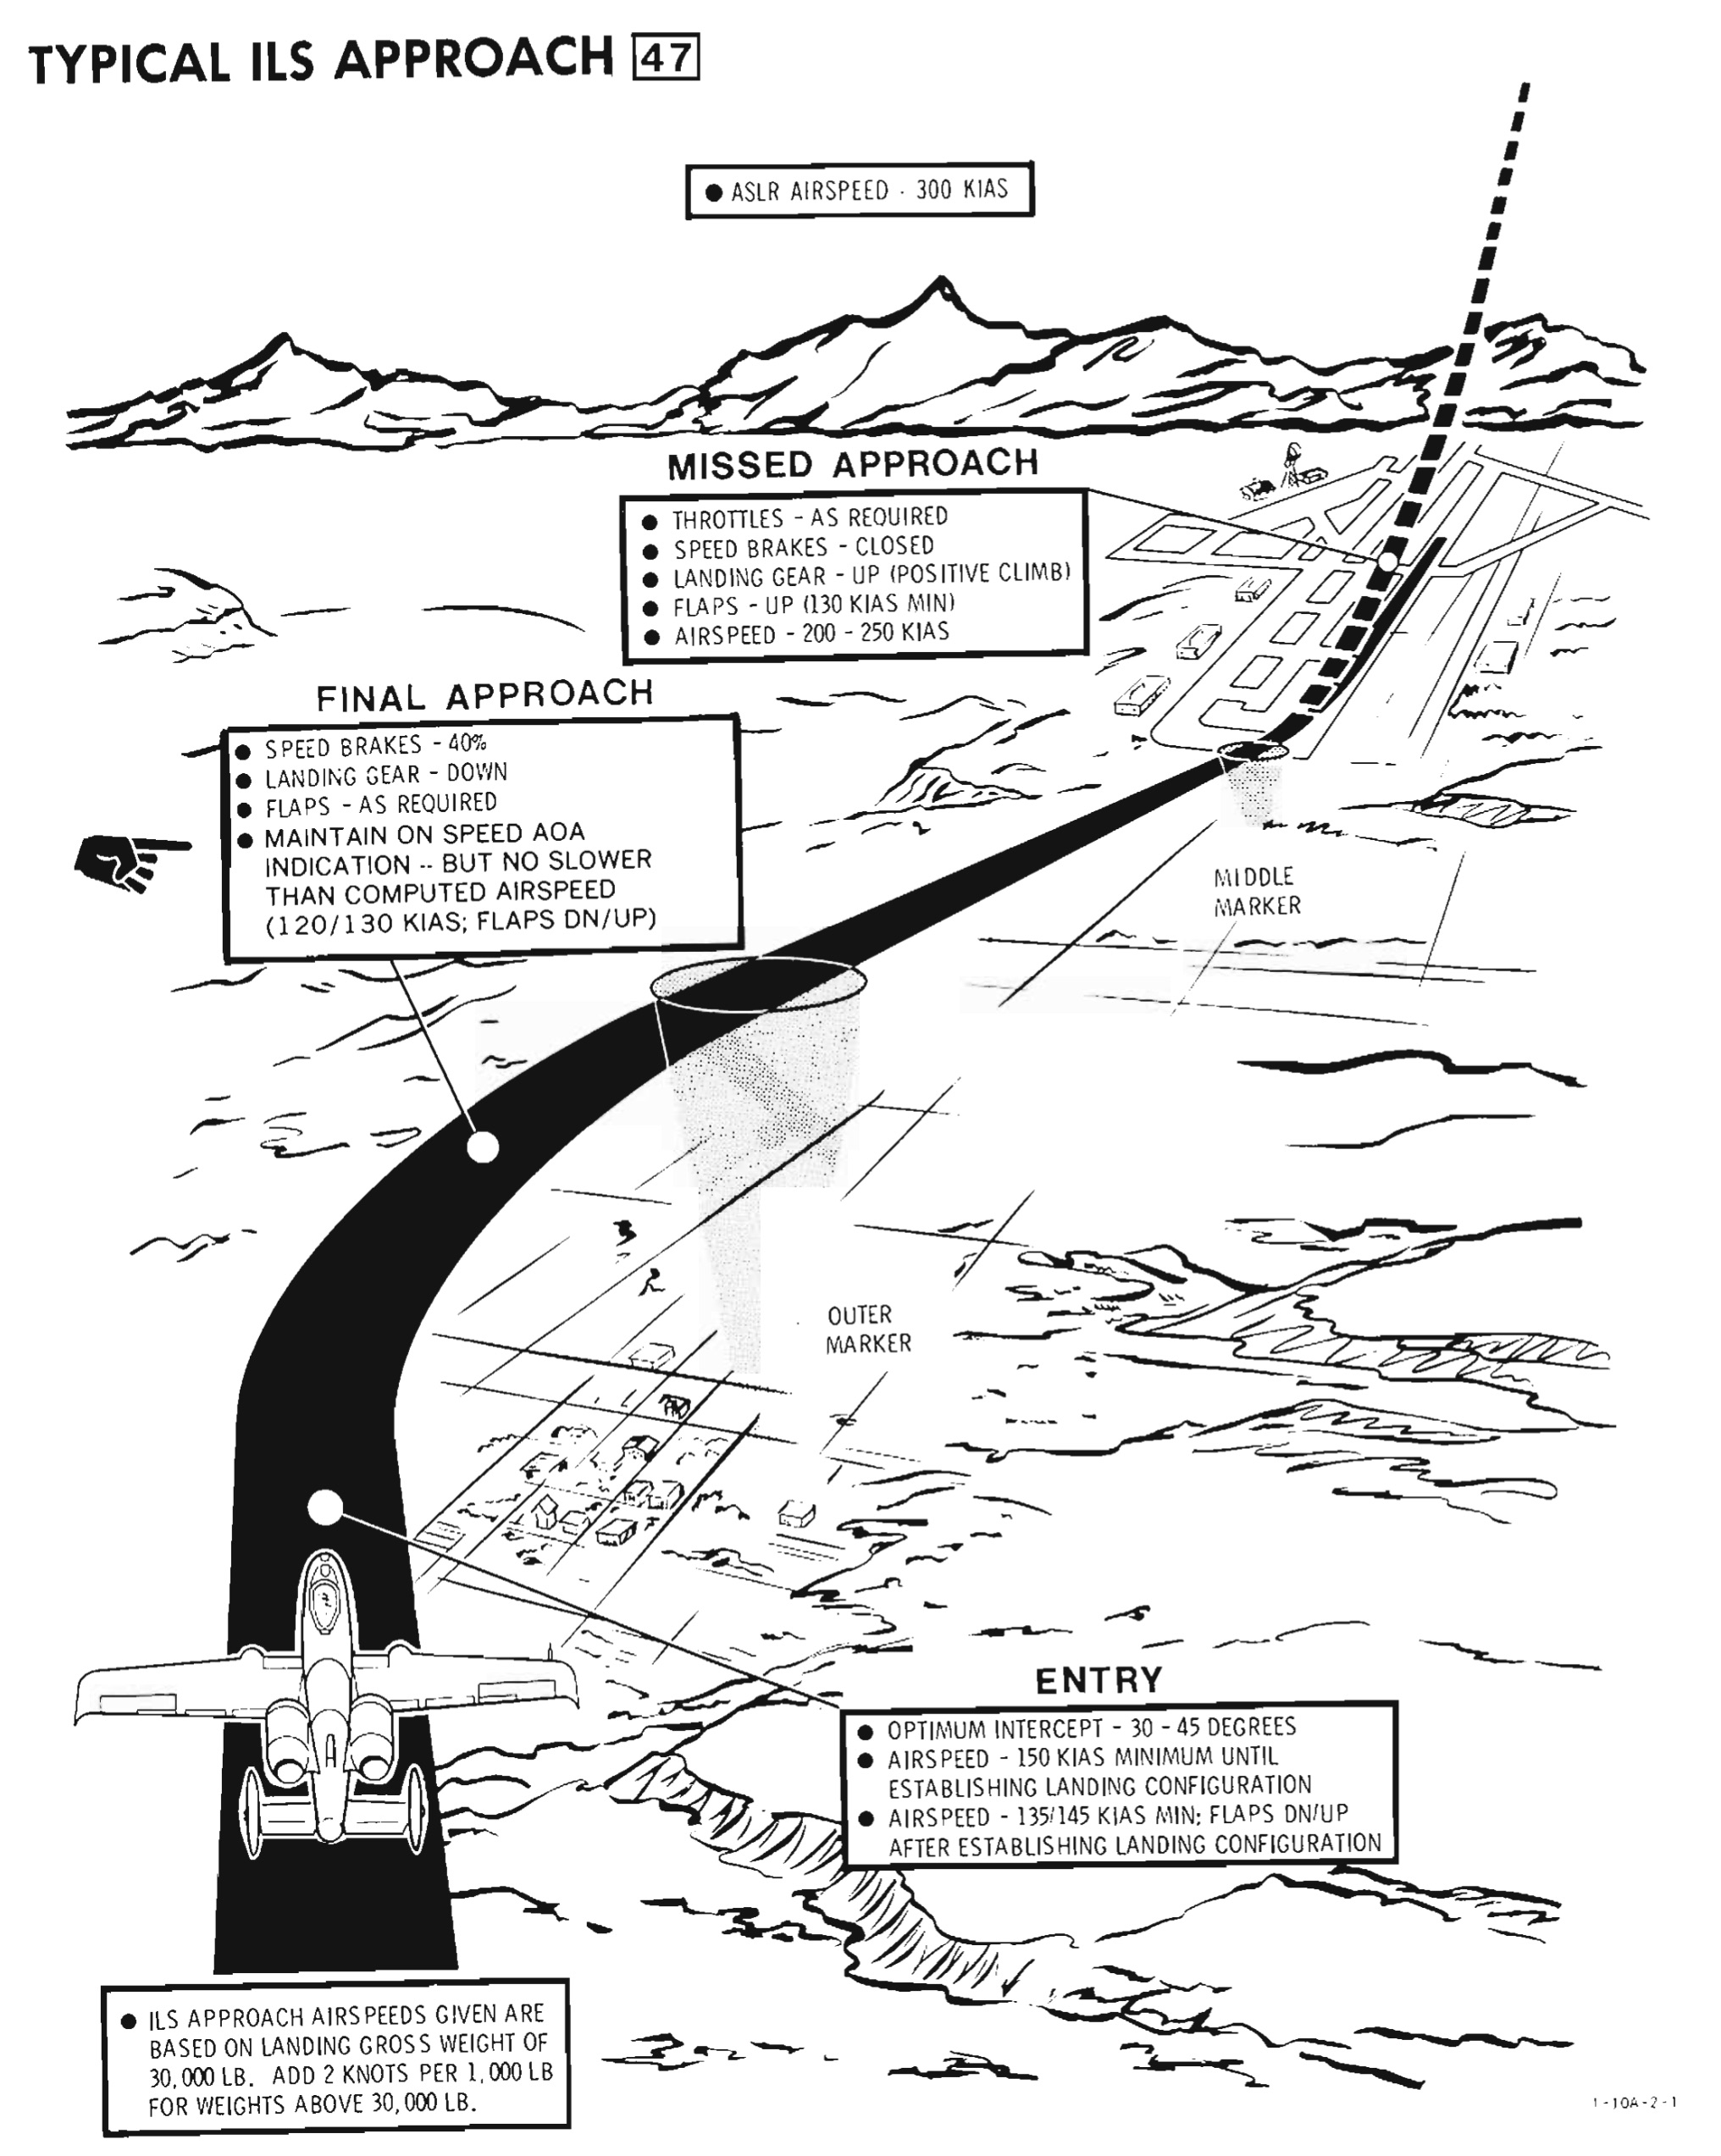 TYPICAL ILS APPROACH 47
● ASLR AIRSPEED - 300 KIAS
MISSED APPROACH
● THROTTLES - AS REQUIRED
● SPEED BRAKES - CLOSED
● LANDING GEAR - UP (POSITIVE CLIMB)
● FLAPS - UP (130 KIAS MIN)
● AIRSPEED - 200 - 250 KIAS
FINAL APPROACH
● SPEED BRAKES - 40%
● LANDING GEAR - DOWN
● FLAPS - AS REQUIRED
● MAINTAIN ON SPEED AOA
INDICATION -- BUT NO SLOWER
THAN COMPUTED AIRSPEED
(120/130 KIAS; FLAPS DN/UP)
MIDDLE
MARKER
OUTER
MARKER
ENTRY
● OPTIMUM INTERCEPT - 30 - 45 DEGREES
● AIRSPEED - 150 KIAS MINIMUM UNTIL
ESTABLISHING LANDING CONFIGURATION
● AIRSPEED - 135/145 KIAS MIN; FLAPS DN/UP
AFTER ESTABLISHING LANDING CONFIGURATION
● ILS APPROACH AIRSPEEDS GIVEN ARE
BASED ON LANDING GROSS WEIGHT OF
30,000 LB. ADD 2 KNOTS PER 1,000 LB
FOR WEIGHTS ABOVE 30,000 LB.
1-10A-2-1